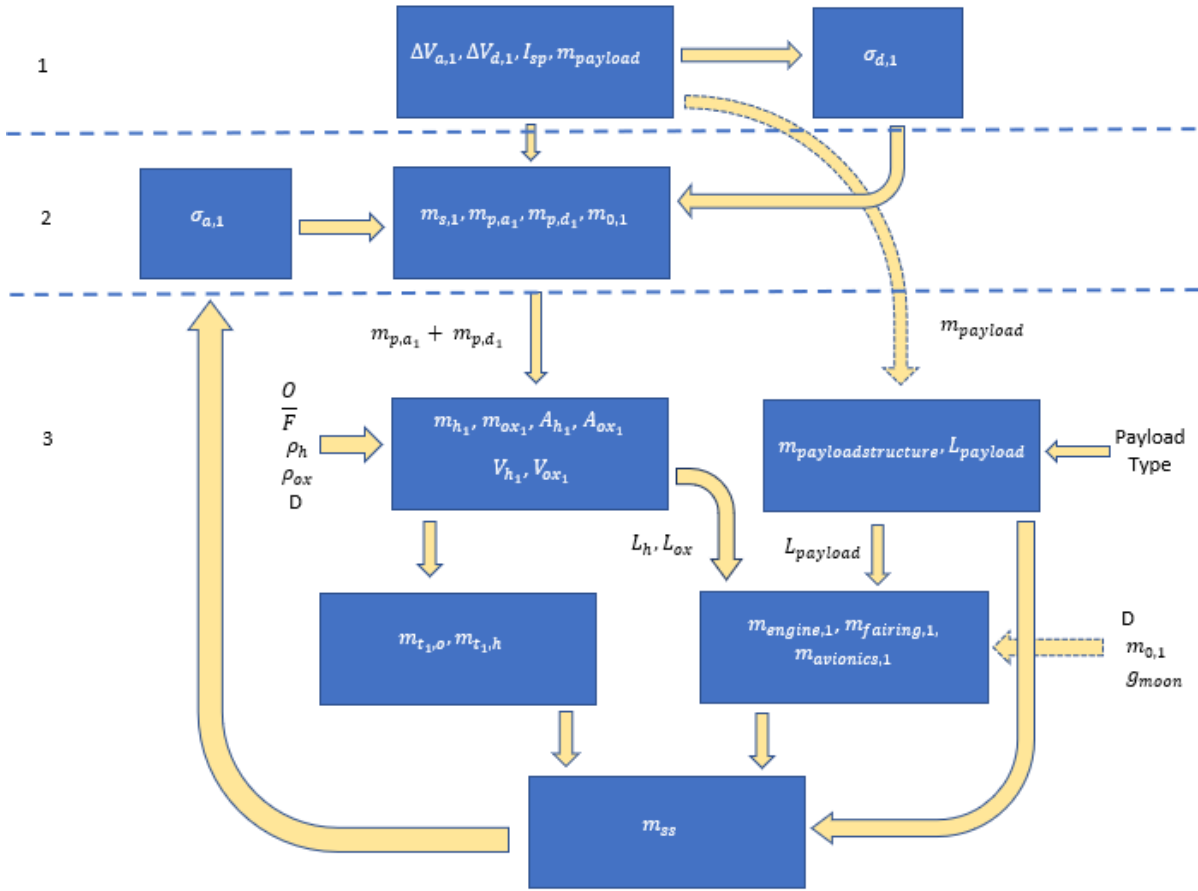 1
ΔV_{a,1}, ΔV_{d,1}, I_{sp}, m_{payload}
σ_{d,1}
2
σ_{a,1}
m_{s,1}, m_{p,a_1}, m_{p,d_1}, m_{0,1}
m_{p,a_1} + m_{p,d_1}
m_{payload}
3
O
F
ρ_h
ρ_{ox}
D
m_{h_1}, m_{ox_1}, A_{h_1}, A_{ox_1}
V_{h_1}, V_{ox_1}
m_{payloadstructure}, L_{payload}
Payload
Type
L_h, L_{ox}
L_{payload}
m_{t_1,o}, m_{t_1,h}
m_{engine,1}, m_{fairing,1},
m_{avionics,1}
D
m_{0,1}
g_{moon}
m_{ss}